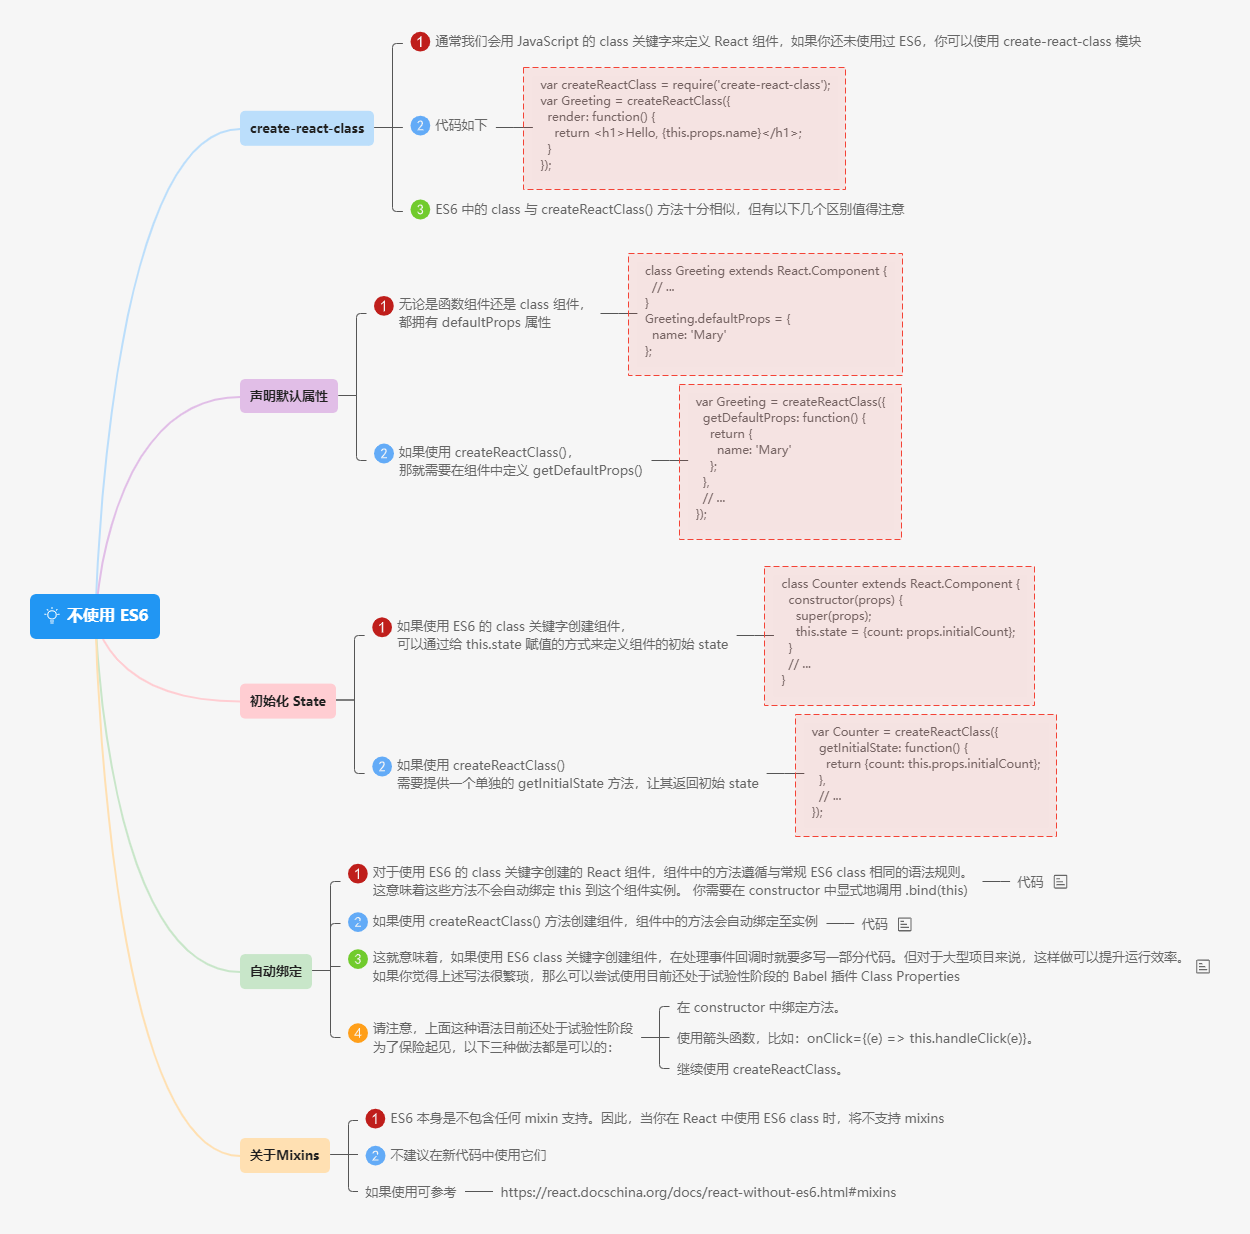 不使用 ES6
create-react-class
1 通常我们会用 JavaScript 的 class 关键字来定义 React 组件，如果你还未使用过 ES6，你可以使用 create-react-class 模块
2 代码如下
var createReactClass = require('create-react-class');
var Greeting = createReactClass({
  render: function() {
    return <h1>Hello, {this.props.name}</h1>;
  }
});
3 ES6 中的 class 与 createReactClass() 方法十分相似，但有以下几个区别值得注意
声明默认属性
1 无论是函数组件还是 class 组件，
都拥有 defaultProps 属性
class Greeting extends React.Component {
  // ...
}
Greeting.defaultProps = {
  name: 'Mary'
};
2 如果使用 createReactClass()，
那就需要在组件中定义 getDefaultProps()
var Greeting = createReactClass({
  getDefaultProps: function() {
    return {
      name: 'Mary'
    };
  },
  // ...
});
初始化 State
1 如果使用 ES6 的 class 关键字创建组件，
可以通过给 this.state 赋值的方式来定义组件的初始 state
class Counter extends React.Component {
  constructor(props) {
    super(props);
    this.state = {count: props.initialCount};
  }
  // ...
}
2 如果使用 createReactClass()
需要提供一个单独的 getInitialState 方法，让其返回初始 state
var Counter = createReactClass({
  getInitialState: function() {
    return {count: this.props.initialCount};
  },
  // ...
});
自动绑定
1 对于使用 ES6 的 class 关键字创建的 React 组件，组件中的方法遵循与常规 ES6 class 相同的语法规则。
这意味着这些方法不会自动绑定 this 到这个组件实例。 你需要在 constructor 中显式地调用 .bind(this)
代码
2 如果使用 createReactClass() 方法创建组件，组件中的方法会自动绑定至实例
代码
3 这就意味着，如果使用 ES6 class 关键字创建组件，在处理事件回调时就要多写一部分代码。但对于大型项目来说，这样做可以提升运行效率。
如果你觉得上述写法很繁琐，那么可以尝试使用目前还处于试验性阶段的 Babel 插件 Class Properties
4 请注意，上面这种语法目前还处于试验性阶段
为了保险起见，以下三种做法都是可以的：
在 constructor 中绑定方法。
使用箭头函数，比如：onClick={(e) => this.handleClick(e)}。
继续使用 createReactClass。
关于Mixins
1 ES6 本身是不包含任何 mixin 支持。因此，当你在 React 中使用 ES6 class 时，将不支持 mixins
2 不建议在新代码中使用它们
如果使用可参考
https://react.docschina.org/docs/react-without-es6.html#mixins